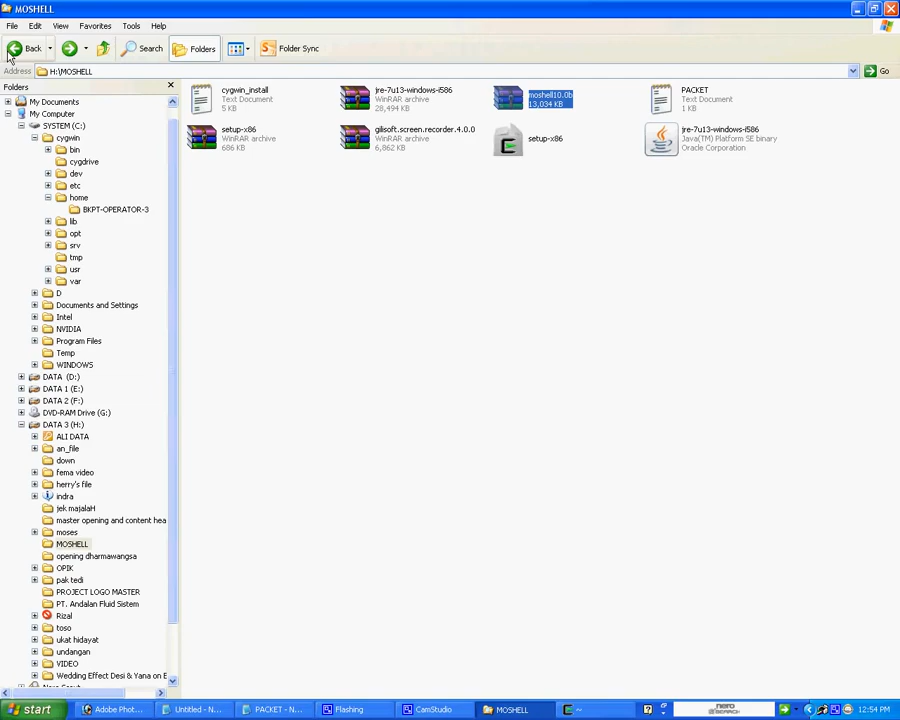 MOSHELL
File Edit View Favorites Tools Help
Back Search Folders Folder Sync
Address H:\MOSHELL Go
Folders
My Documents
My Computer
SYSTEM (C:)
cygwin
bin
cygdrive
dev
etc
home
BKPT-OPERATOR-3
lib
opt
srv
tmp
usr
var
D
Documents and Settings
Intel
NVIDIA
Program Files
Temp
WINDOWS
DATA (D:)
DATA 1 (E:)
DATA 2 (F:)
DVD-RAM Drive (G:)
DATA 3 (H:)
ALI DATA
an_file
down
fema video
herry's file
indra
jek majalaH
master opening and content hea
moses
MOSHELL
opening dharmawangsa
OPIK
pak tedi
PROJECT LOGO MASTER
PT. Andalan Fluid Sistem
Rizal
toso
ukat hidayat
undangan
VIDEO
Wedding Effect Desi & Yana on E
cygwin_install
Text Document
5 KB
jre-7u13-windows-i586
WinRAR archive
28,494 KB
moshell10.0b
13,034 KB
PACKET
Text Document
1 KB
setup-x86
WinRAR archive
686 KB
gilisoft.screen.recorder.4.0.0
WinRAR archive
6,862 KB
setup-x86
jre-7u13-windows-i586
Java(TM) Platform SE binary
Oracle Corporation
start Adobe Phot... Untitled - N... PACKET - N... Flashing CamStudio MOSHELL ~ nero SEARCH 12:54 PM